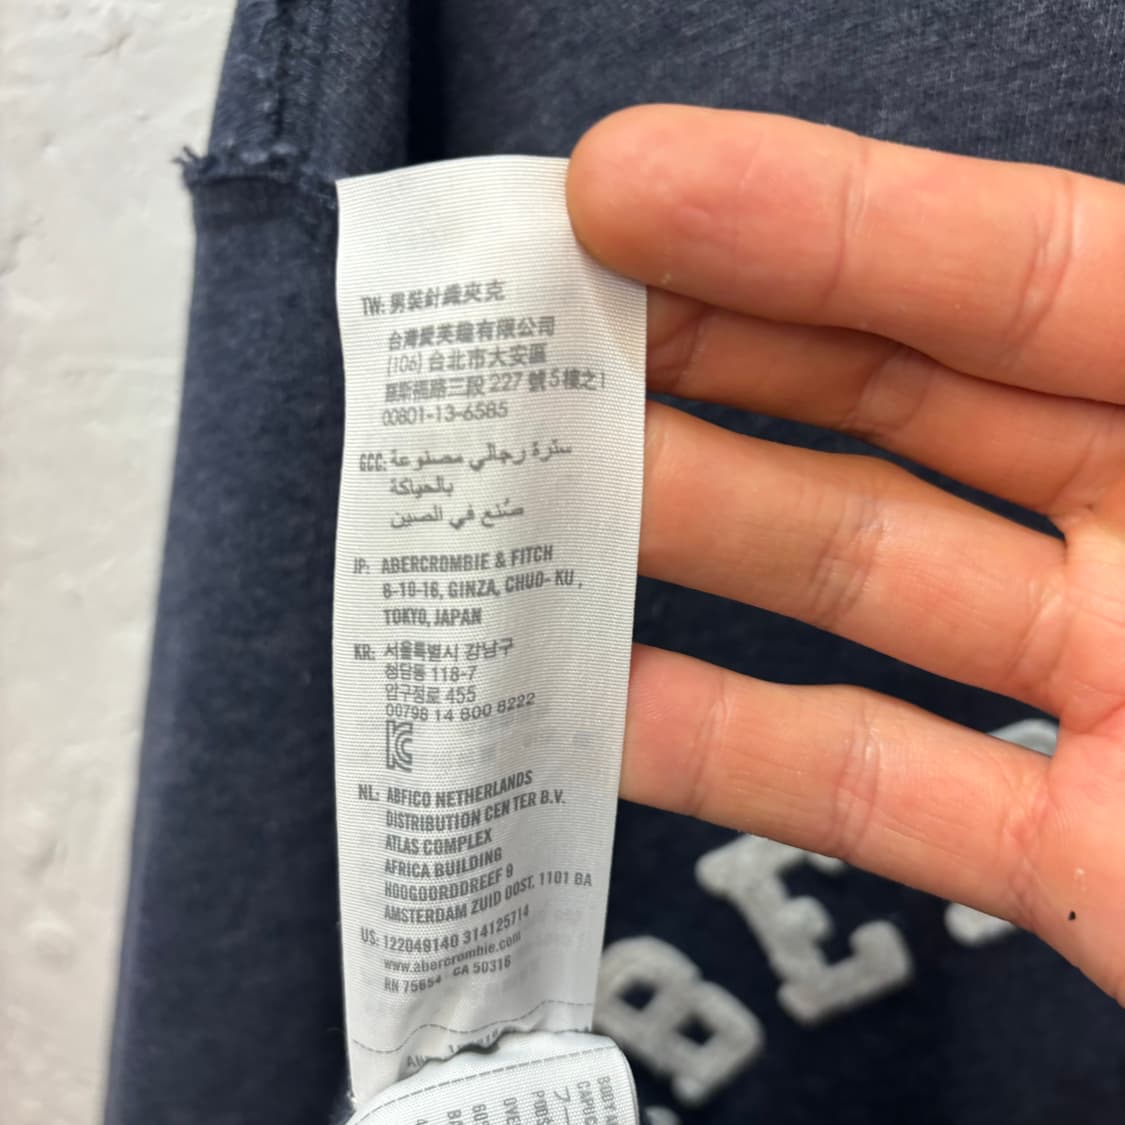 TW: 男裝針織夾克
台灣愛芙趣有限公司
(106) 台北市大安區
羅斯福路三段 227 號5樓之1
00801-13-6585
GCC: سترة رجالي مصنوعة
بالحياكة
صُنع في الصين
JP: ABERCROMBIE & FITCH
8-10-16, GINZA, CHUO- KU ,
TOKYO, JAPAN
KR: 서울특별시 강남구
청담동 118-7
압구정로 455
00798 14 800 8222
NL: ABFICO NETHERLANDS
DISTRIBUTION CEN TER B.V.
ATLAS COMPLEX
AFRICA BUILDING
HOOGOORDDREEF 9
AMSTERDAM ZUID OOST, 1101 BA
US: 122049140 314125714
www.abercrombie.com
RN 75654 CA 50316
BE